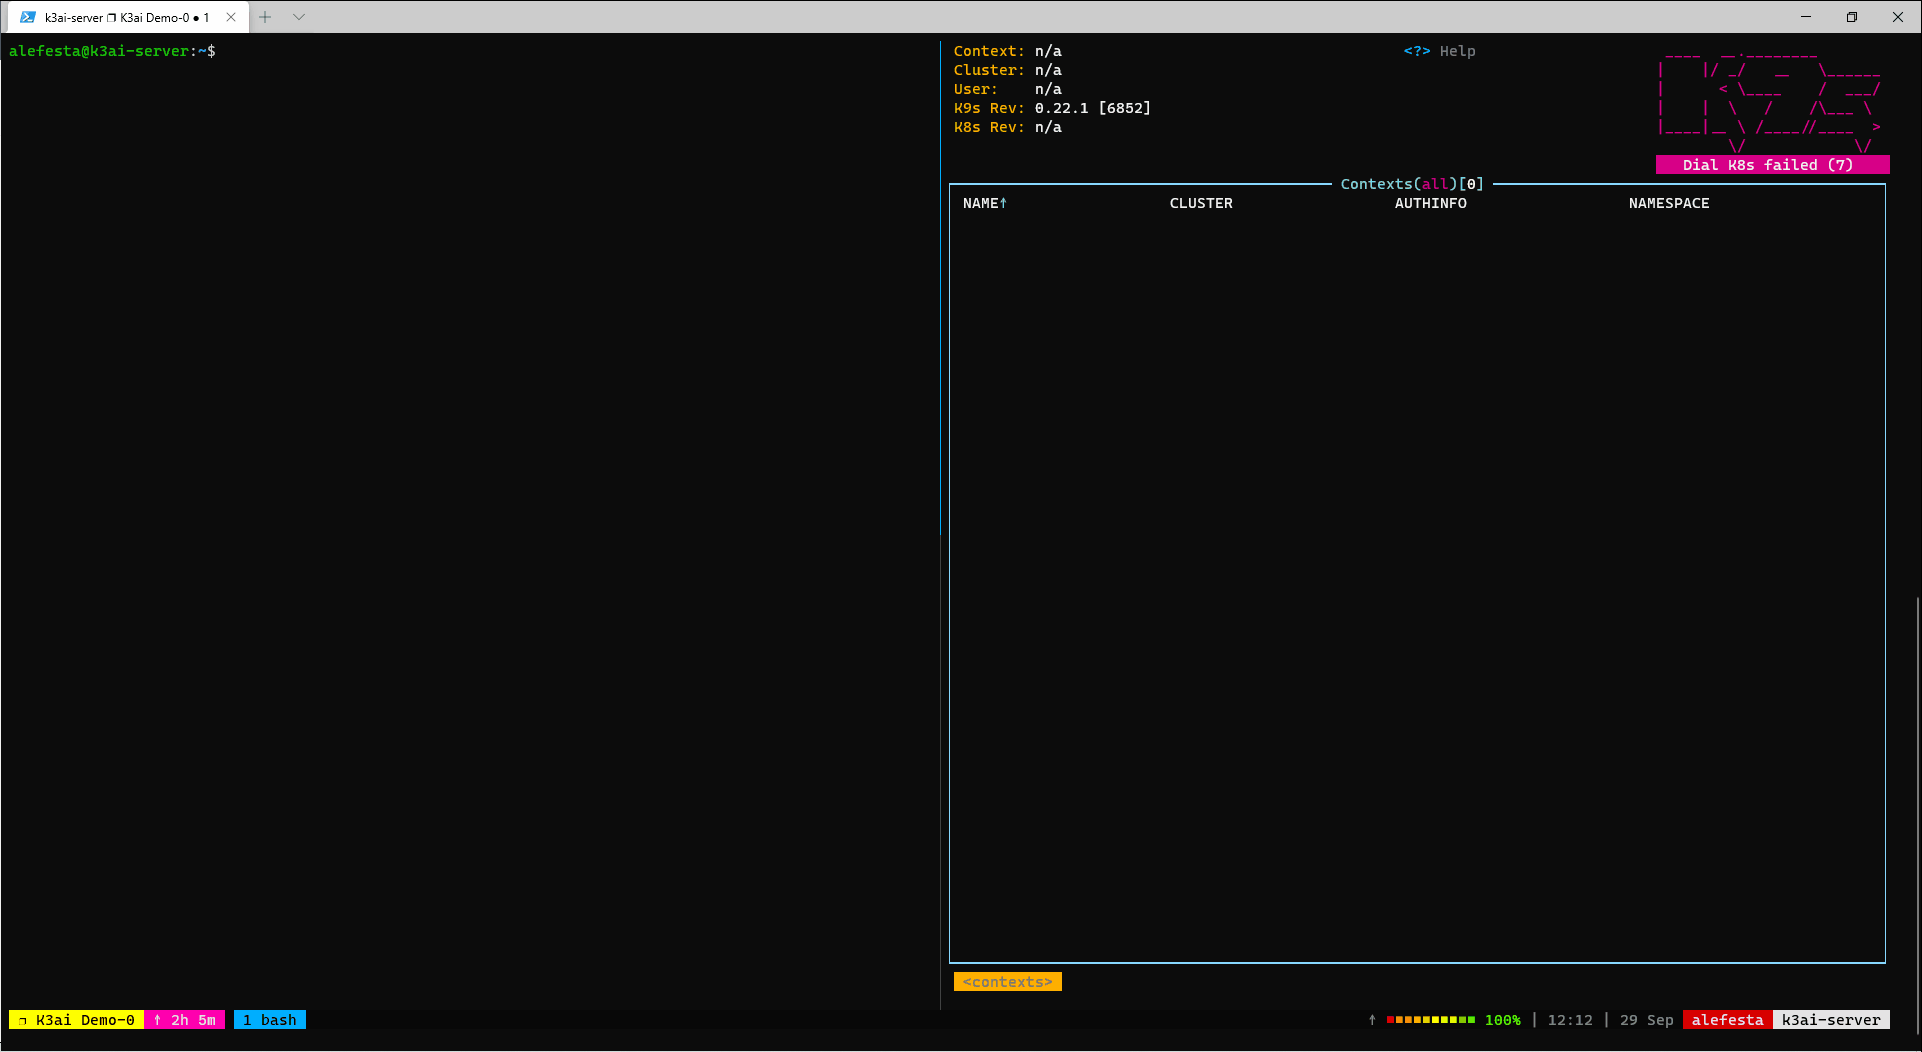 k3ai-server ❐ K3ai Demo-0 ● 1
alefesta@k3ai-server:~$
Context: n/a
Cluster: n/a
User: n/a
K9s Rev: 0.22.1 [6852]
K8s Rev: n/a
<?> Help
Dial K8s failed (7)
Contexts(all)[0]
NAME↑ CLUSTER AUTHINFO NAMESPACE
<contexts>
❐ K3ai Demo-0 ↑ 2h 5m 1 bash ↑ 100% | 12:12 | 29 Sep alefesta k3ai-server